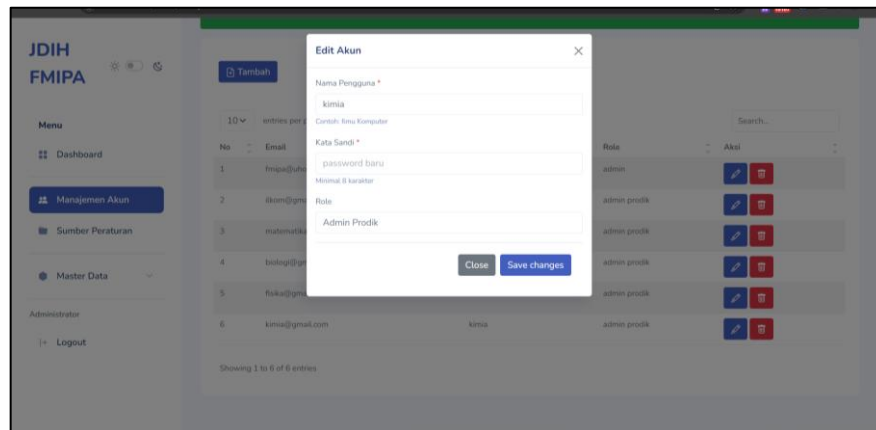 JDIH
FMIPA
Menu
Dashboard
Manajemen Akun
Sumber Peraturan
Master Data
Administrator
Logout
Tambah
10 entries per
Search...
No Email Role Aksi
1 admin
2 admin prodik
3 matematika admin prodik
4 admin prodik
5 admin prodik
6 kimia@gmail.com kimia admin prodik
Showing 1 to 6 of 6 entries
Edit Akun
Nama Pengguna *
kimia
Contoh: Ilmu Komputer
Kata Sandi *
password baru
Minimal 8 karakter
Role
Admin Prodik
Close Save changes